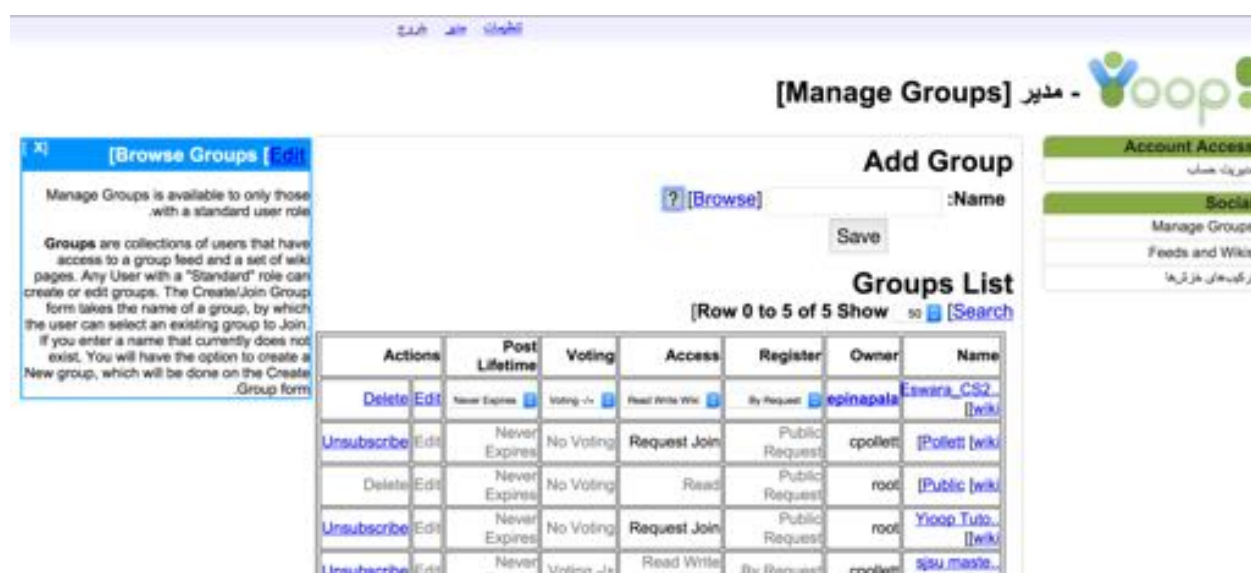 تنظیمات مدیر خروج
[Manage Groups] مدیر -
Yioop!
[X]
[Browse Groups [Edit
Manage Groups is available to only those
.with a standard user role
Groups are collections of users that have
access to a group feed and a set of wiki
pages. Any User with a "Standard" role can
create or edit groups. The Create/Join Group
form takes the name of a group, by which
the user can select an existing group to Join.
If you enter a name that currently does not
exist. You will have the option to create a
New group, which will be done on the Create
.Group form
Add Group
? [Browse] :Name
Save
Groups List
[Row 0 to 5 of 5 Show 50 [Search
Actions Post Lifetime Voting Access Register Owner Name
Delete Edit Never Expires Voting -/+ Read Write Wiki By Request epinapala Eswara_CS2.. [[wiki
Unsubscribe Edit Never Expires No Voting Request Join Public Request cpollett [Pollett [wiki
Delete Edit Never Expires No Voting Read Public Request root [Public [wiki
Unsubscribe Edit Never Expires No Voting Request Join Public Request root Yioop Tuto.. [[wiki
Unsubscribe Edit Never Voting -/+ Read Write By Request cpollett sjsu maste..
Account Access
مدیریت حساب
Social
Manage Groups
Feeds and Wikis
ترکیب‌های خزش‌ها